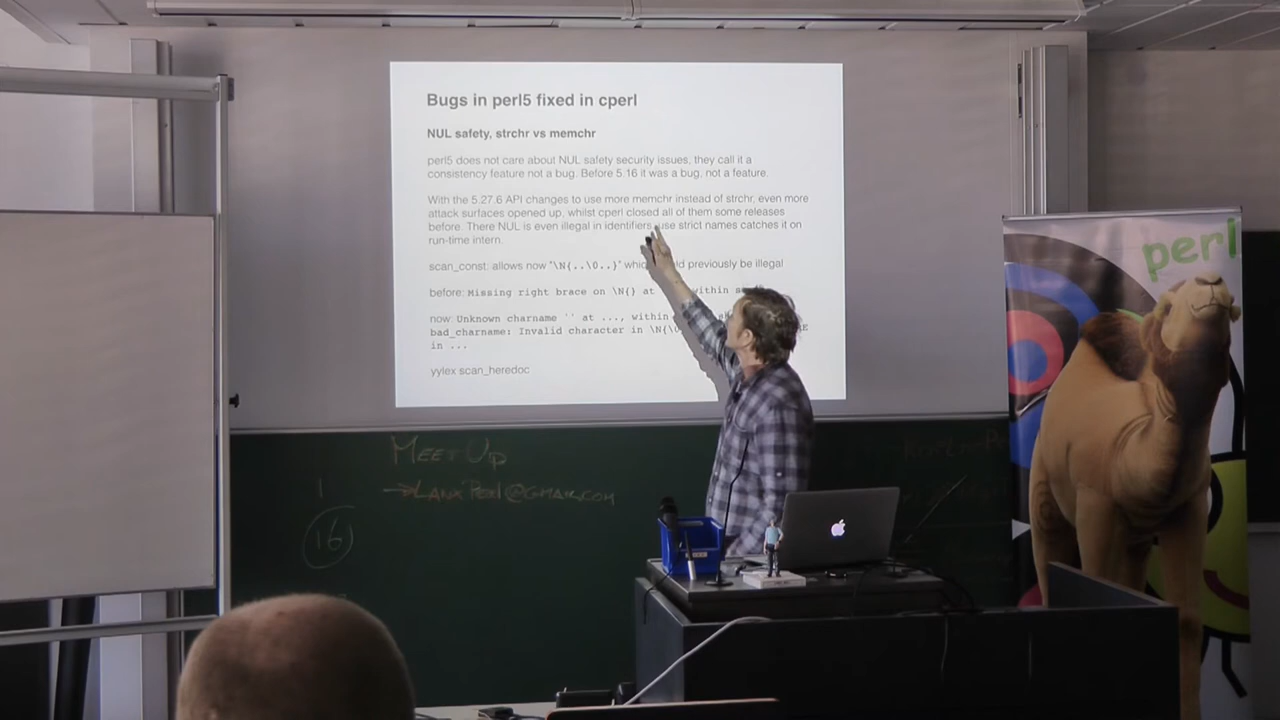 Bugs in perl5 fixed in cperl
NUL safety, strchr vs memchr
perl5 does not care about NUL safety security issues, they call it a
consistency feature not a bug. Before 5.16 it was a bug, not a feature.
With the 5.27.6 API changes to use more memchr instead of strchr, even more
attack surfaces opened up, whilst cperl closed all of them some releases
before. There NUL is even illegal in identifiers, use strict names catches it on
run-time intern.
scan_const: allows now "\N{..\0..}" which previously be illegal
before: Missing right brace on \N{} at within
now: Unknown charname '' at ..., within
bad_charname: Invalid character in
in ...
yylex scan_heredoc
perl
MEETUP
1
16